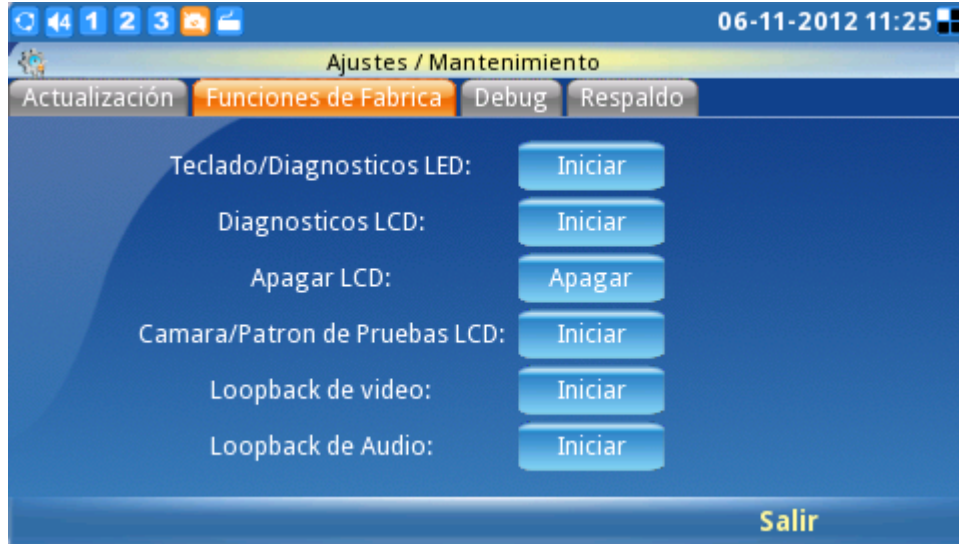 4 1 2 3 06-11-2012 11:25
Ajustes / Mantenimiento
Actualización Funciones de Fabrica Debug Respaldo
Teclado/Diagnosticos LED: Iniciar
Diagnosticos LCD: Iniciar
Apagar LCD: Apagar
Camara/Patron de Pruebas LCD: Iniciar
Loopback de video: Iniciar
Loopback de Audio: Iniciar
Salir